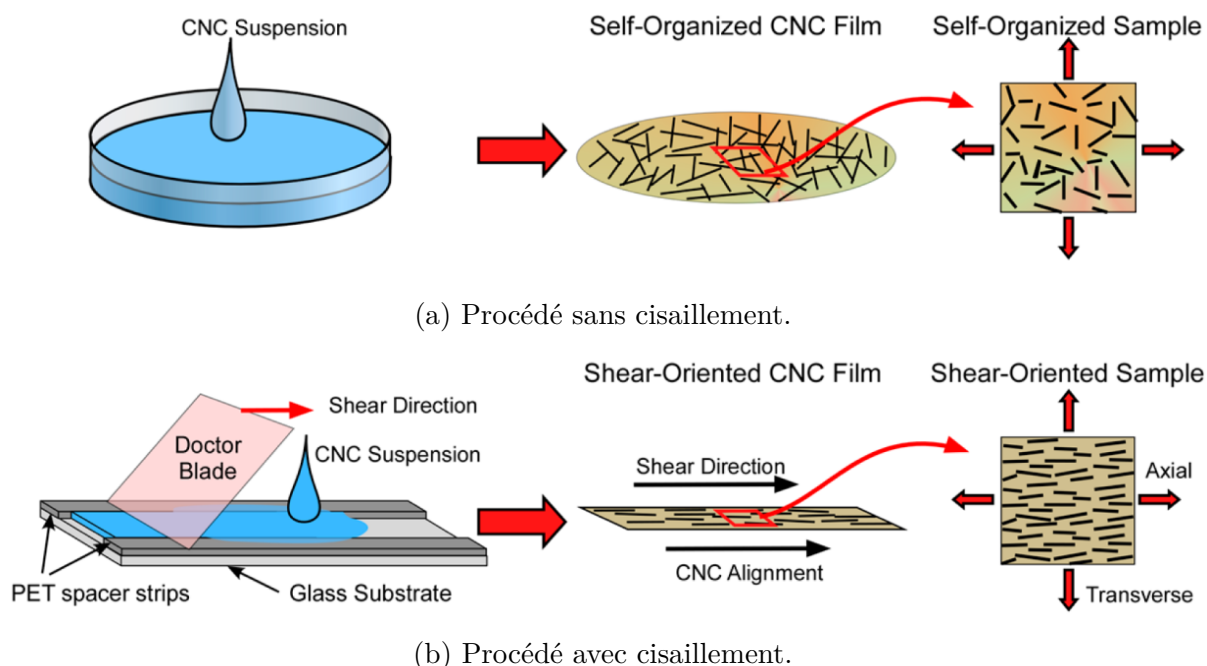 CNC Suspension
Self-Organized CNC Film
Self-Organized Sample
(a) Procédé sans cisaillement.
Shear-Oriented CNC Film
Shear-Oriented Sample
Shear Direction
Doctor
Blade
CNC Suspension
Shear Direction
Axial
CNC Alignment
PET spacer strips
Glass Substrate
Transverse
(b) Procédé avec cisaillement.